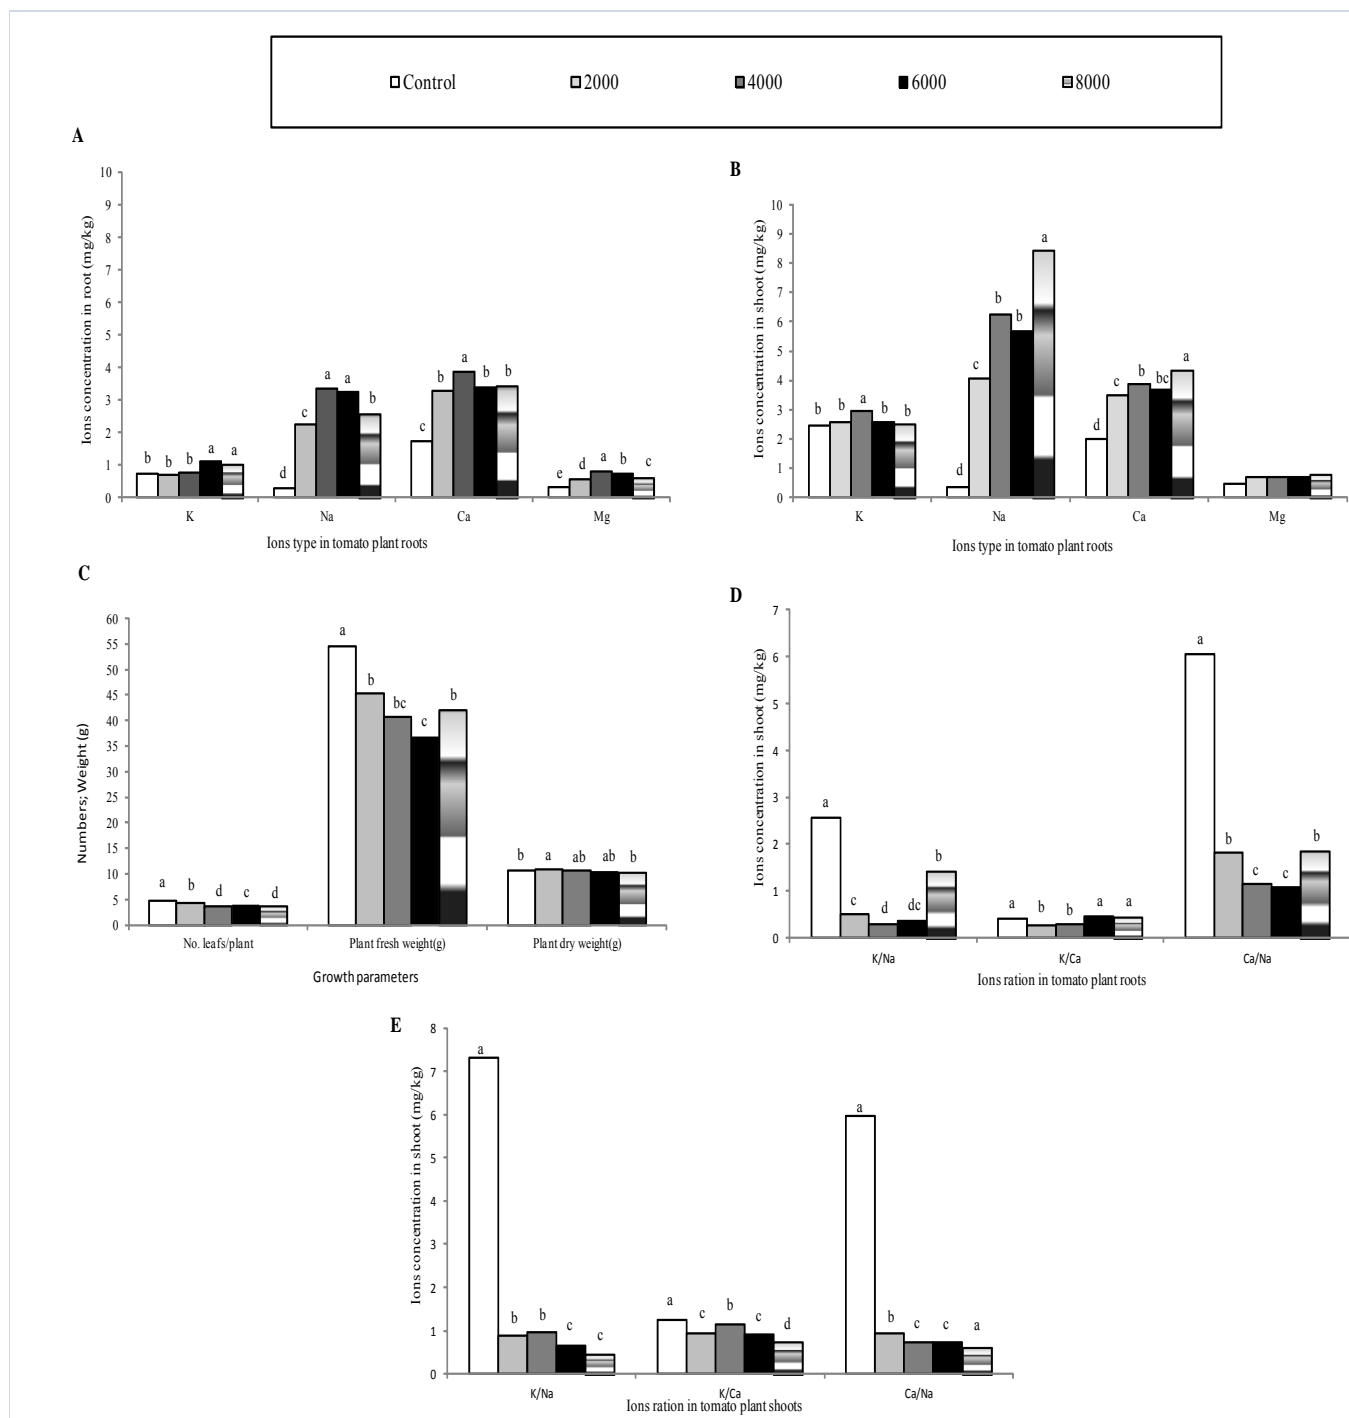 Control 2000 4000 6000 8000
A
Ions concentration in root (mg/kg)
10
9
8
7
6
5
4
3
2
1
0
b b b a a
d c a a b
c b a b b
e d a b c
K Na Ca Mg
Ions type in tomato plant roots
B
Ions concentration in shoot (mg/kg)
10
9
8
7
6
5
4
3
2
1
0
b b a b b
d c b b a
d c b bc a
K Na Ca Mg
Ions type in tomato plant roots
C
Numbers; Weight (g)
60
55
50
45
40
35
30
25
20
15
10
5
0
a b d c d
a b bc c b
b a ab ab b
No. leafs/plant Plant fresh weight(g) Plant dry weight(g)
Growth parameters
D
Ions concentration in shoot (mg/kg)
7
6
5
4
3
2
1
0
a c d dc b
a b b a a
a b c c b
K/Na K/Ca Ca/Na
Ions ration in tomato plant roots
E
Ions concentration in shoot (mg/kg)
8
7
6
5
4
3
2
1
0
a b b c c
a c b c d
a b c c a
K/Na K/Ca Ca/Na
Ions ration in tomato plant shoots